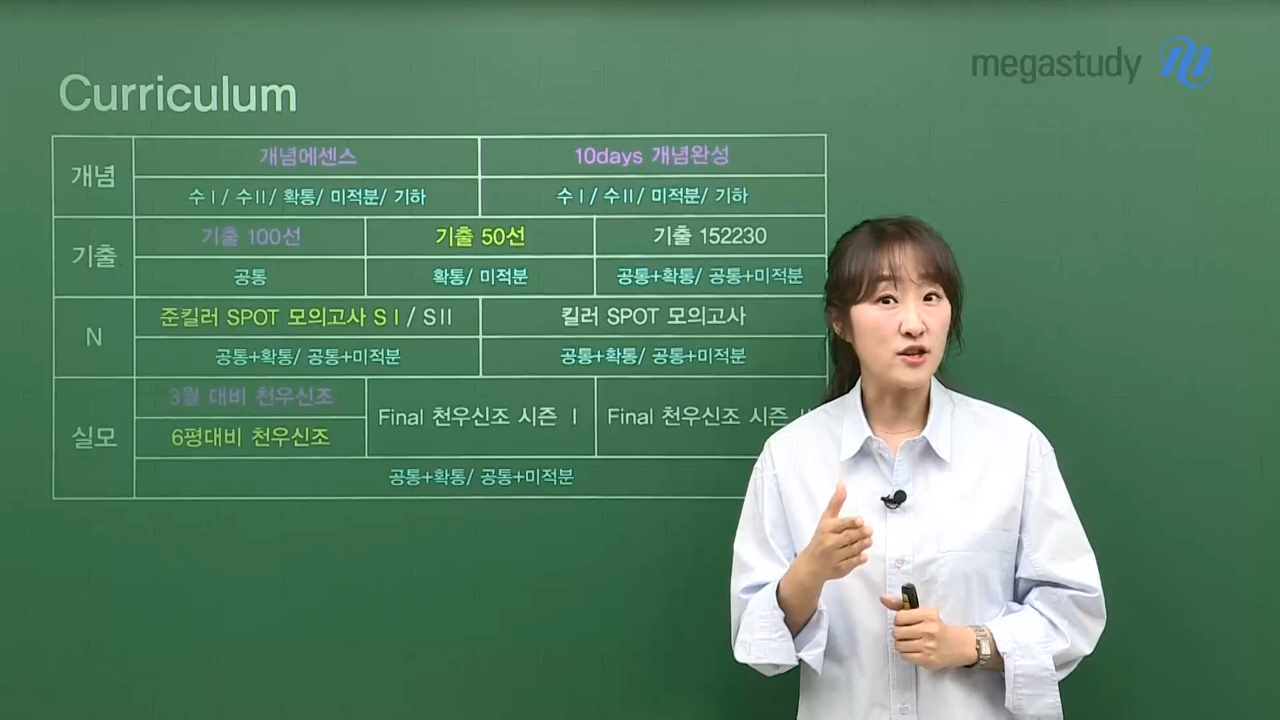 megastudy
Curriculum
개념
개념에센스
10days 개념완성
수Ⅰ/ 수Ⅱ/ 확통/ 미적분/ 기하
수Ⅰ/ 수Ⅱ/ 미적분/ 기하
기출
기출 100선
기출 50선
기출 152230
공통
확통/ 미적분
공통+확통/ 공통+미적분
N
준킬러 SPOT 모의고사 SⅠ/ SⅡ
킬러 SPOT 모의고사
공통+확통/ 공통+미적분
공통+확통/ 공통+미적분
실모
3월 대비 천우신조
6평대비 천우신조
Final 천우신조 시즌 Ⅰ
Final 천우신조 시즌
공통+확통/ 공통+미적분